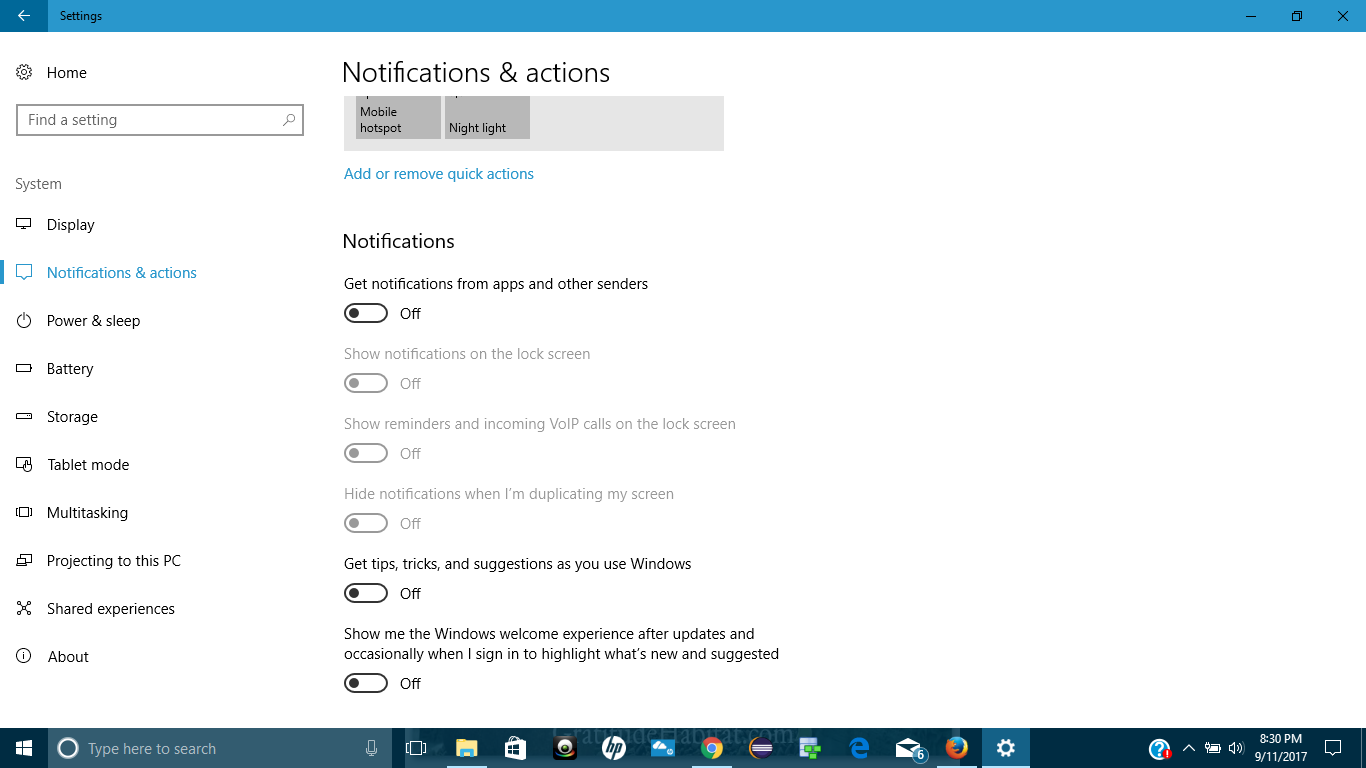 Settings
Home
Find a setting
System
Display
Notifications & actions
Power & sleep
Battery
Storage
Tablet mode
Multitasking
Projecting to this PC
Shared experiences
About
Notifications & actions
Mobile
hotspot
Night light
Add or remove quick actions
Notifications
Get notifications from apps and other senders
Off
Show notifications on the lock screen
Off
Show reminders and incoming VoIP calls on the lock screen
Off
Hide notifications when I'm duplicating my screen
Off
Get tips, tricks, and suggestions as you use Windows
Off
Show me the Windows welcome experience after updates and
occasionally when I sign in to highlight what's new and suggested
Off
Type here to search
GratitudeHabitat.com
hp
6
8:30 PM
9/11/2017